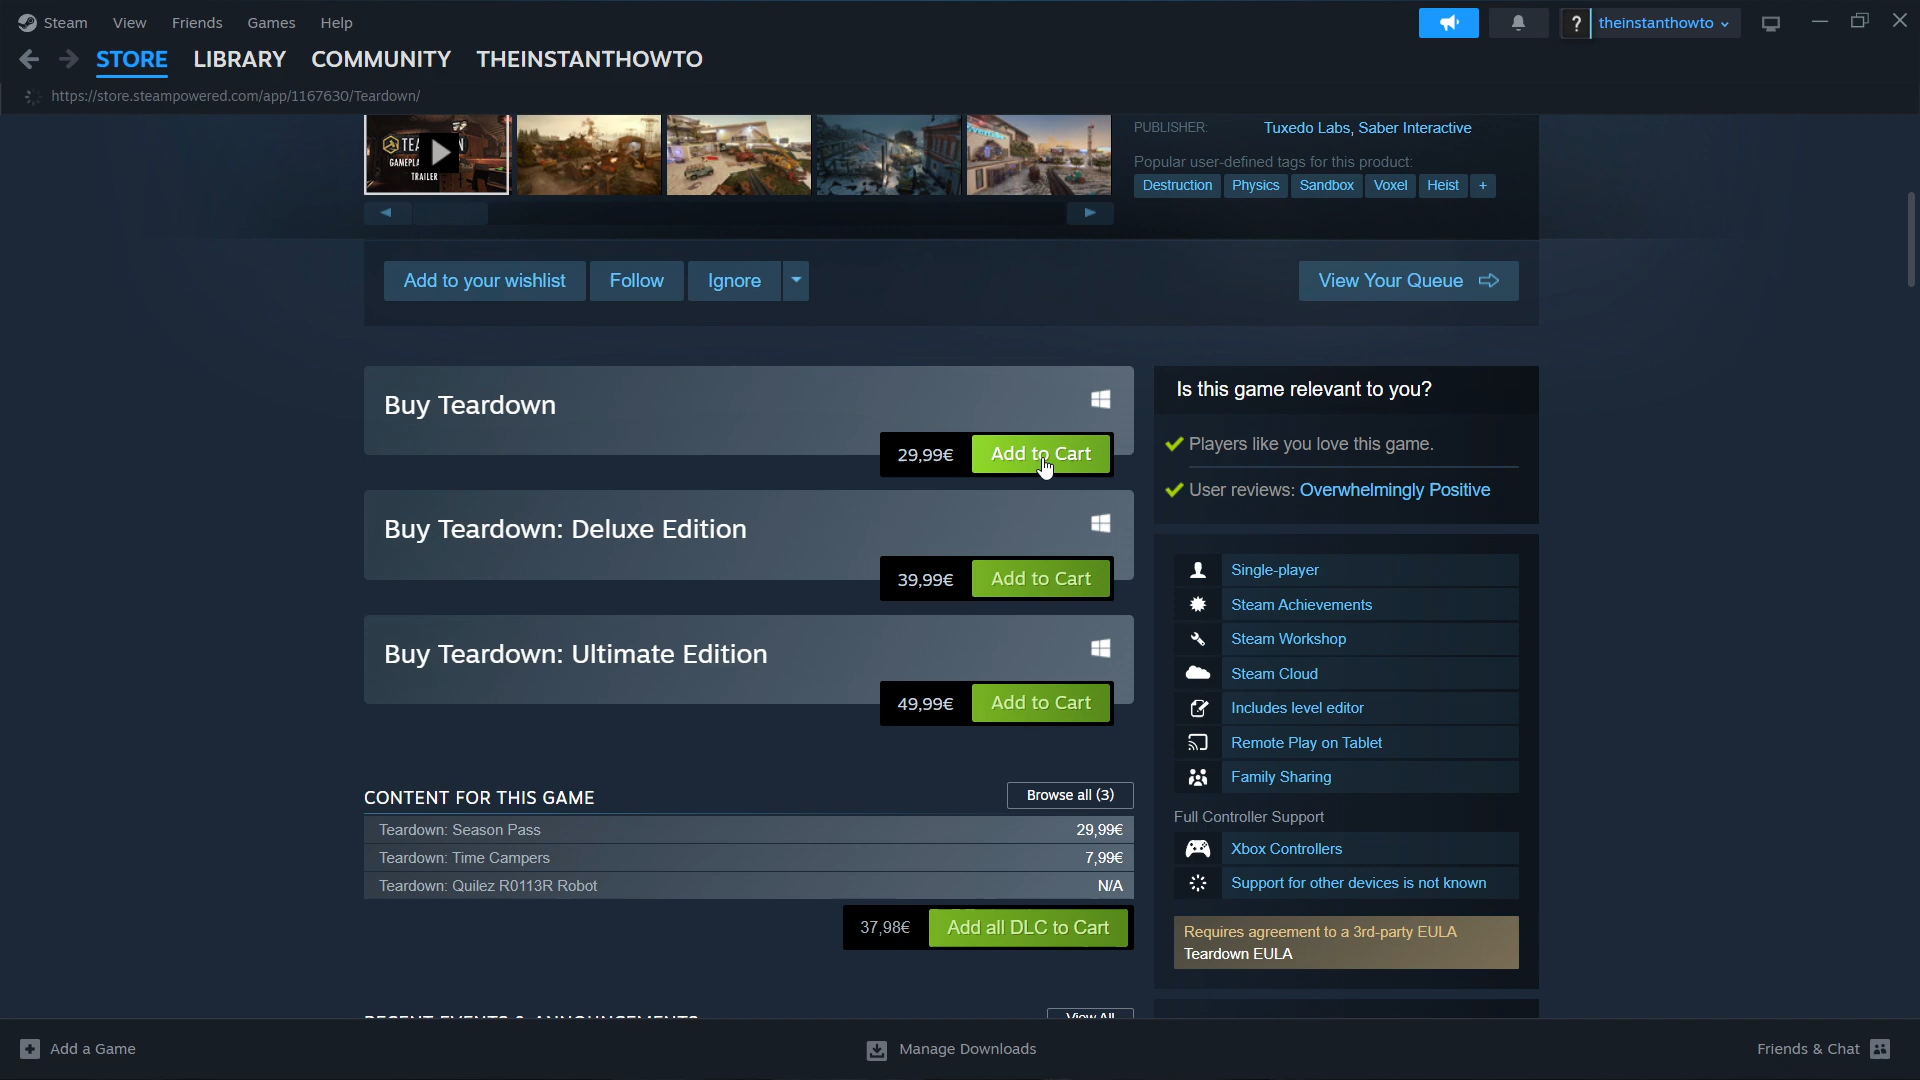 Steam View Friends Games Help theinstanthowto
STORE LIBRARY COMMUNITY THEINSTANTHOWTO
https://store.steampowered.com/app/1167630/Teardown/
GAMEPLAY
TRAILER
PUBLISHER: Tuxedo Labs, Saber Interactive
Popular user-defined tags for this product:
Destruction Physics Sandbox Voxel Heist +
Add to your wishlist Follow Ignore View Your Queue
Buy Teardown
29,99€ Add to Cart
Buy Teardown: Deluxe Edition
39,99€ Add to Cart
Buy Teardown: Ultimate Edition
49,99€ Add to Cart
CONTENT FOR THIS GAME Browse all (3)
Teardown: Season Pass 29,99€
Teardown: Time Campers 7,99€
Teardown: Quilez R0113R Robot N/A
37,98€ Add all DLC to Cart
RECENT EVENTS & ANNOUNCEMENTS View All
Is this game relevant to you?
Players like you love this game.
User reviews: Overwhelmingly Positive
Single-player
Steam Achievements
Steam Workshop
Steam Cloud
Includes level editor
Remote Play on Tablet
Family Sharing
Full Controller Support
Xbox Controllers
Support for other devices is not known
Requires agreement to a 3rd-party EULA
Teardown EULA
Add a Game Manage Downloads Friends & Chat